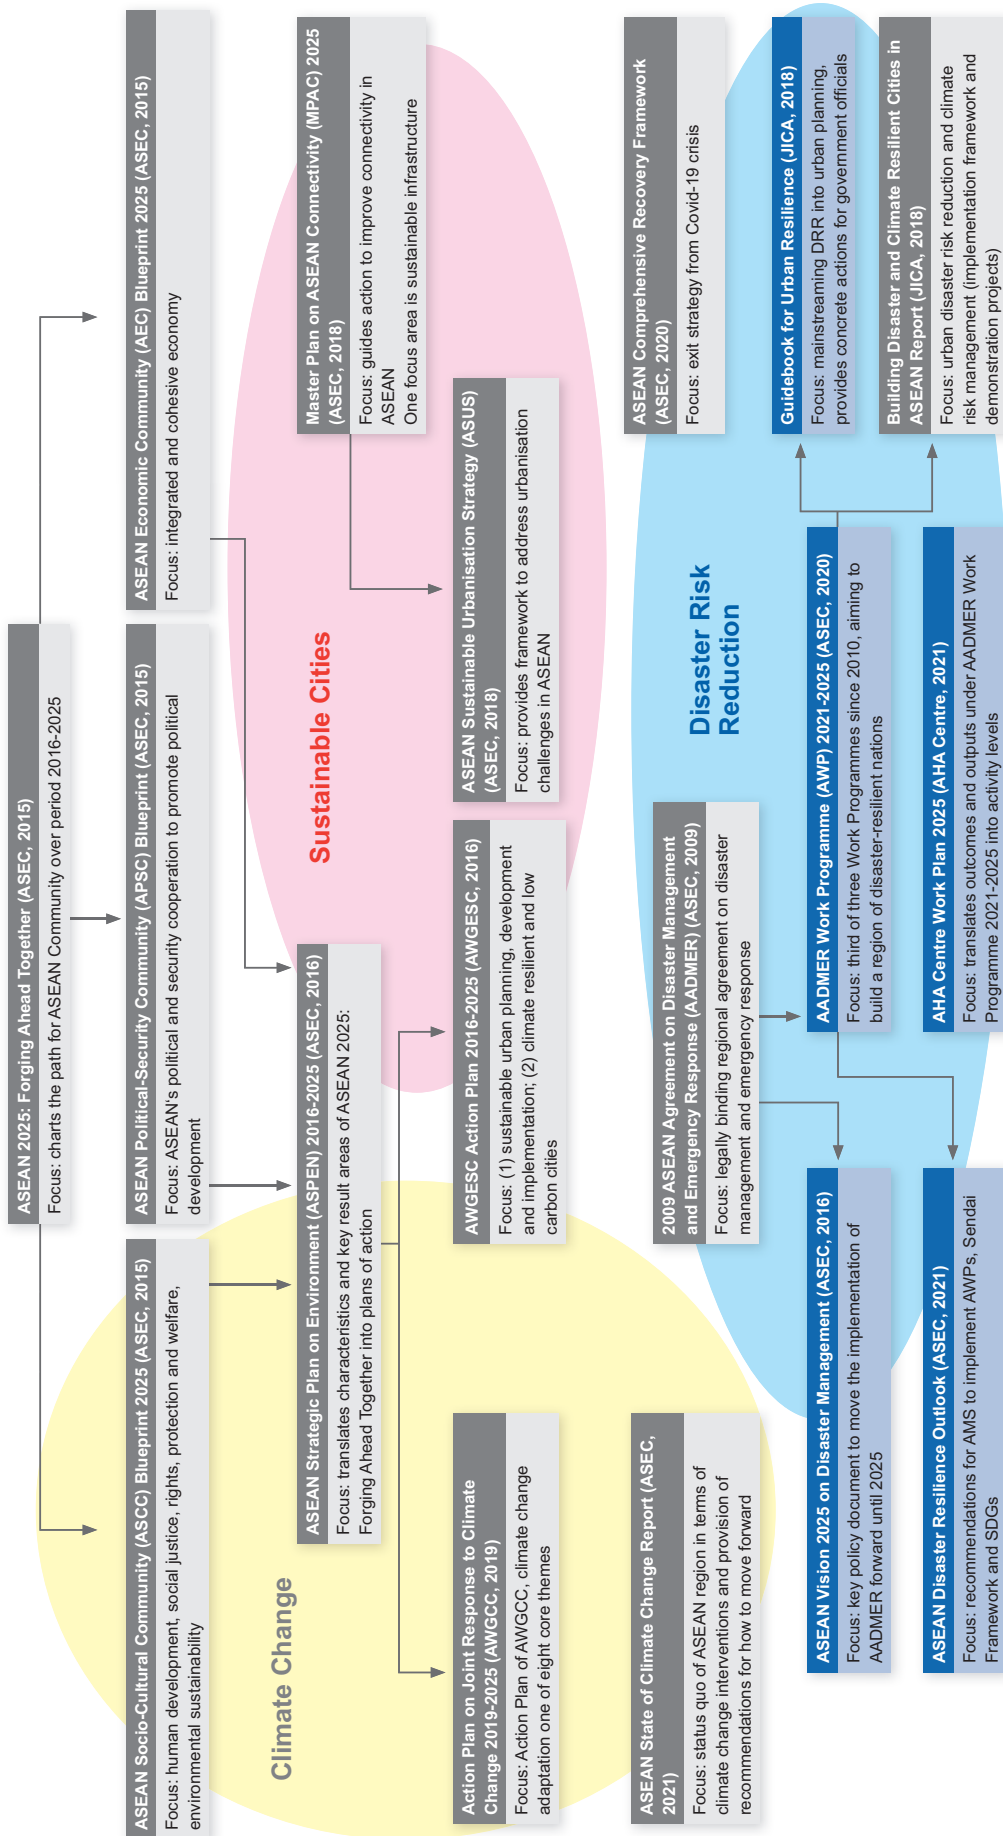 ASEAN 2025: Forging Ahead Together (ASEC, 2015)
Focus: charts the path for ASEAN Community over period 2016-2025
ASEAN Socio-Cultural Community (ASCC) Blueprint 2025 (ASEC, 2015)
Focus: human development, social justice, rights, protection and welfare,
environmental sustainability
ASEAN Political-Security Community (APSC) Blueprint (ASEC, 2015)
Focus: ASEAN's political and security cooperation to promote political
development
ASEAN Economic Community (AEC) Blueprint 2025 (ASEC, 2015)
Focus: integrated and cohesive economy
Climate Change
ASEAN Strategic Plan on Environment (ASPEN) 2016-2025 (ASEC, 2016)
Focus: translates characteristics and key result areas of ASEAN 2025:
Forging Ahead Together into plans of action
Sustainable Cities
Master Plan on ASEAN Connectivity (MPAC) 2025
(ASEC, 2018)
Focus: guides action to improve connectivity in
ASEAN
One focus area is sustainable infrastructure
Action Plan on Joint Response to Climate
Change 2019-2025 (AWGCC, 2019)
Focus: Action Plan of AWGCC, climate change
adaptation one of eight core themes
AWGESC Action Plan 2016-2025 (AWGESC, 2016)
Focus: (1) sustainable urban planning, development
and implementation; (2) climate resilient and low
carbon cities
ASEAN Sustainable Urbanisation Strategy (ASUS)
(ASEC, 2018)
Focus: provides framework to address urbanisation
challenges in ASEAN
ASEAN State of Climate Change Report (ASEC,
2021)
Focus: status quo of ASEAN region in terms of
climate change interventions and provision of
recommendations for how to move forward
2009 ASEAN Agreement on Disaster Management
and Emergency Response (AADMER) (ASEC, 2009)
Focus: legally binding regional agreement on disaster
management and emergency response
Disaster Risk
Reduction
ASEAN Comprehensive Recovery Framework
(ASEC, 2020)
Focus: exit strategy from Covid-19 crisis
ASEAN Vision 2025 on Disaster Management (ASEC, 2016)
Focus: key policy document to move the implementation of
AADMER forward until 2025
AADMER Work Programme (AWP) 2021-2025 (ASEC, 2020)
Focus: third of three Work Programmes since 2010, aiming to
build a region of disaster-resilient nations
Guidebook for Urban Resilience (JICA, 2018)
Focus: mainstreaming DRR into urban planning,
provides concrete actions for government officials
ASEAN Disaster Resilience Outlook (ASEC, 2021)
Focus: recommendations for AMS to implement AWPs, Sendai
Framework and SDGs
AHA Centre Work Plan 2025 (AHA Centre, 2021)
Focus: translates outcomes and outputs under AADMER Work
Programme 2021-2025 into activity levels
Building Disaster and Climate Resilient Cities in
ASEAN Report (JICA, 2018)
Focus: urban disaster risk reduction and climate
risk management (implementation framework and
demonstration projects)